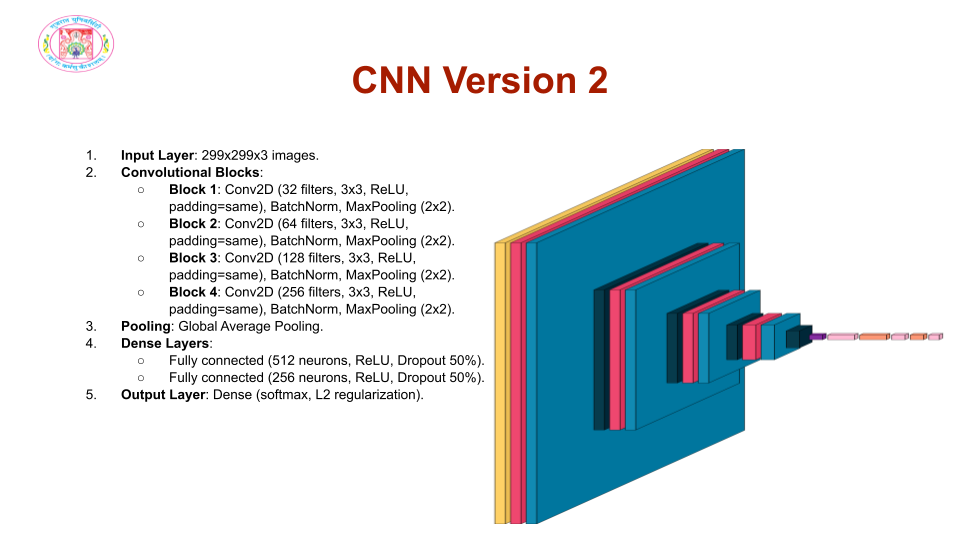 गुजरात युनिवर्सिटी
CNN Version 2
1. Input Layer: 299x299x3 images.
2. Convolutional Blocks:
○ Block 1: Conv2D (32 filters, 3x3, ReLU,
padding=same), BatchNorm, MaxPooling (2x2).
○ Block 2: Conv2D (64 filters, 3x3, ReLU,
padding=same), BatchNorm, MaxPooling (2x2).
○ Block 3: Conv2D (128 filters, 3x3, ReLU,
padding=same), BatchNorm, MaxPooling (2x2).
○ Block 4: Conv2D (256 filters, 3x3, ReLU,
padding=same), BatchNorm, MaxPooling (2x2).
3. Pooling: Global Average Pooling.
4. Dense Layers:
○ Fully connected (512 neurons, ReLU, Dropout 50%).
○ Fully connected (256 neurons, ReLU, Dropout 50%).
5. Output Layer: Dense (softmax, L2 regularization).